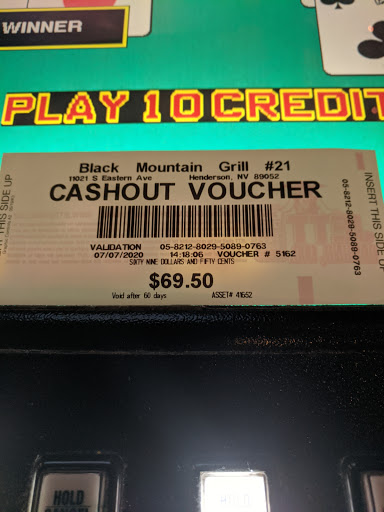 WINNER
PLAY 10 CREDIT
Black Mountain Grill #21
11021 S Eastern Ave Henderson, NV 89052
CASHOUT VOUCHER
VALIDATION 05-8212-8029-5089-0763
07/07/2020 14:18:06 VOUCHER # 5162
SIXTY NINE DOLLARS AND FIFTY CENTS
$69.50
Void after 60 days ASSET# 41652
THIS SIDE UP
INSERT THIS SIDE UP
05-8212-8029-5089-0763
HOLD
CANCEL
HOLD